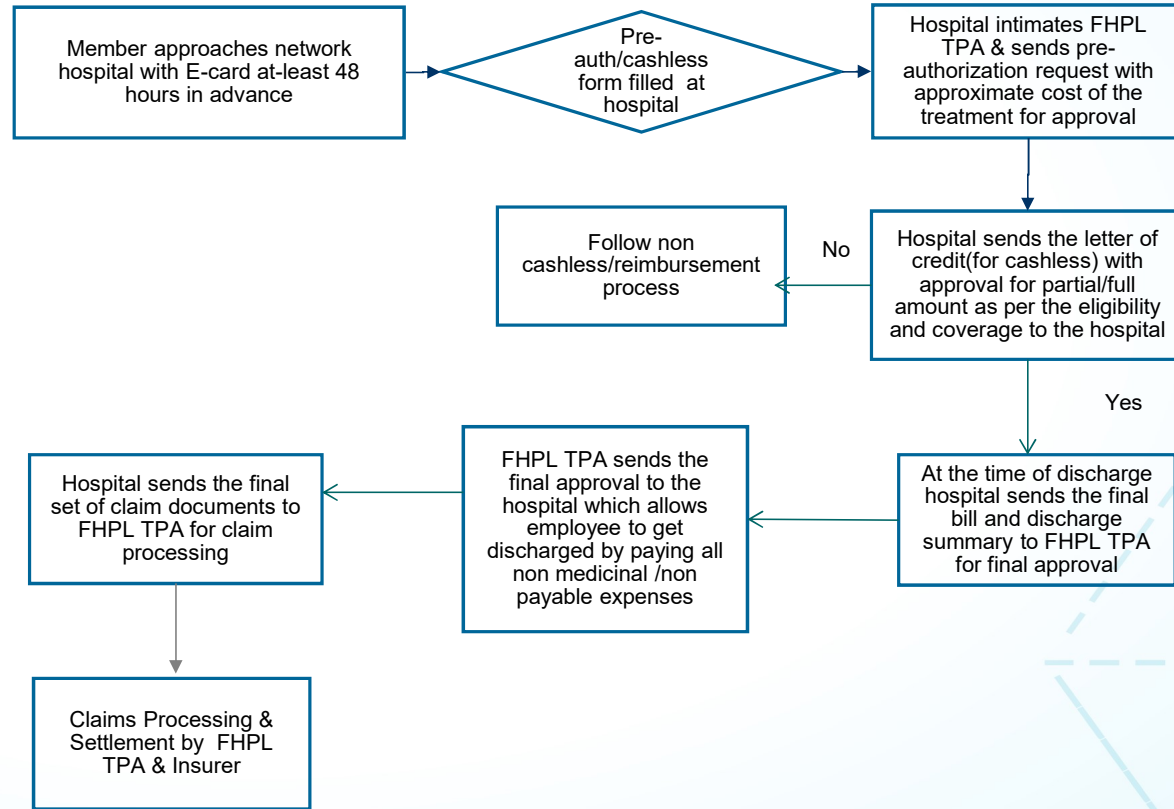 Member approaches network
hospital with E-card at-least 48
hours in advance
Pre-
auth/cashless
form filled at
hospital
Hospital intimates FHPL
TPA & sends pre-
authorization request with
approximate cost of the
treatment for approval
Follow non
cashless/reimbursement
process
No
Hospital sends the letter of
credit(for cashless) with
approval for partial/full
amount as per the eligibility
and coverage to the hospital
Yes
Hospital sends the final
set of claim documents to
FHPL TPA for claim
processing
FHPL TPA sends the
final approval to the
hospital which allows
employee to get
discharged by paying all
non medicinal /non
payable expenses
At the time of discharge
hospital sends the final
bill and discharge
summary to FHPL TPA
for final approval
Claims Processing &
Settlement by FHPL
TPA & Insurer